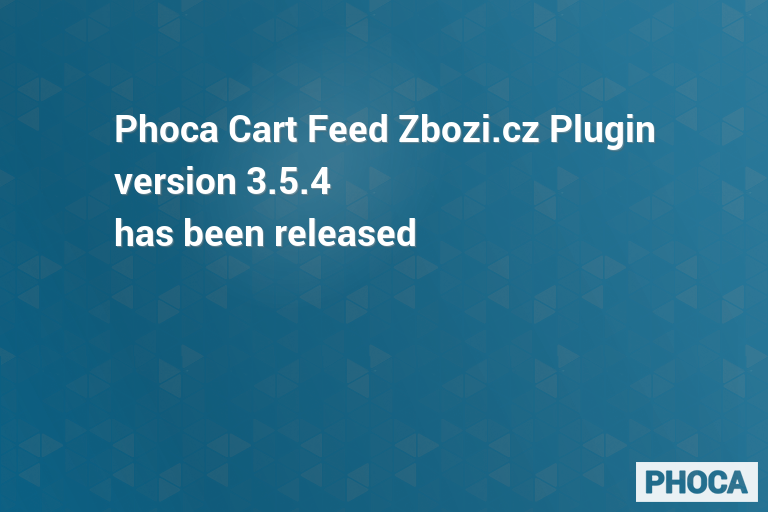 Phoca Cart Feed Zbozi.cz Plugin
version 3.5.4
has been released
PHOCA